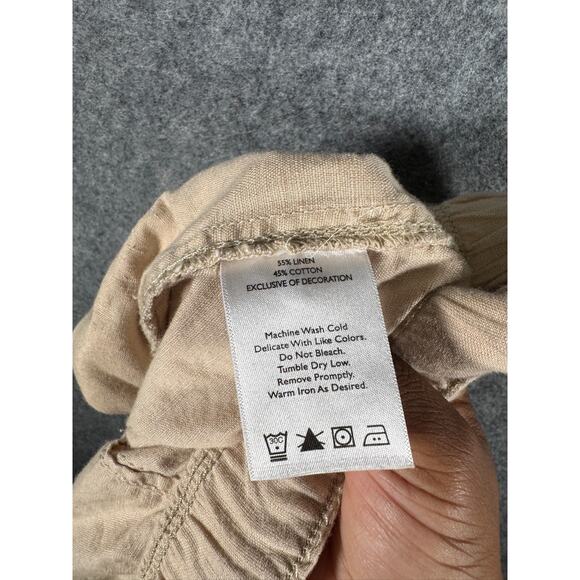 55% LINEN
45% COTTON
EXCLUSIVE OF DECORATION
Machine Wash Cold
Delicate With Like Colors.
Do Not Bleach.
Tumble Dry Low.
Remove Promptly.
Warm Iron As Desired.
30C